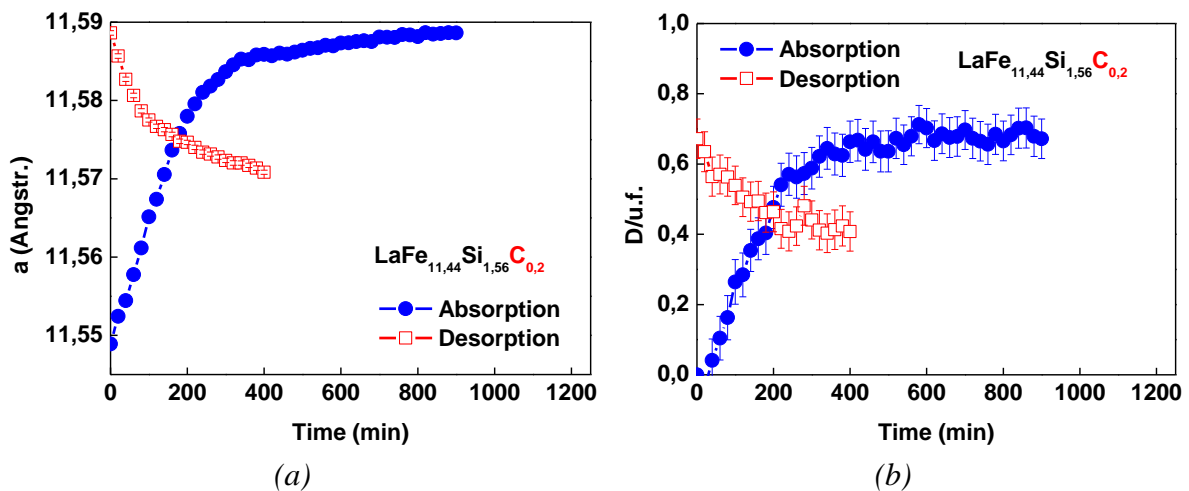 11,59
11,58
11,57
11,56
11,55
a (Angstr.)
LaFe11,44Si1,56C0,2
Absorption
Desorption
0 200 400 600 800 1000 1200
Time (min)
(a)
1,0
0,8
0,6
0,4
0,2
0,0
D/u.f.
Absorption
Desorption
LaFe11,44Si1,56C0,2
0 200 400 600 800 1000 1200
Time (min)
(b)